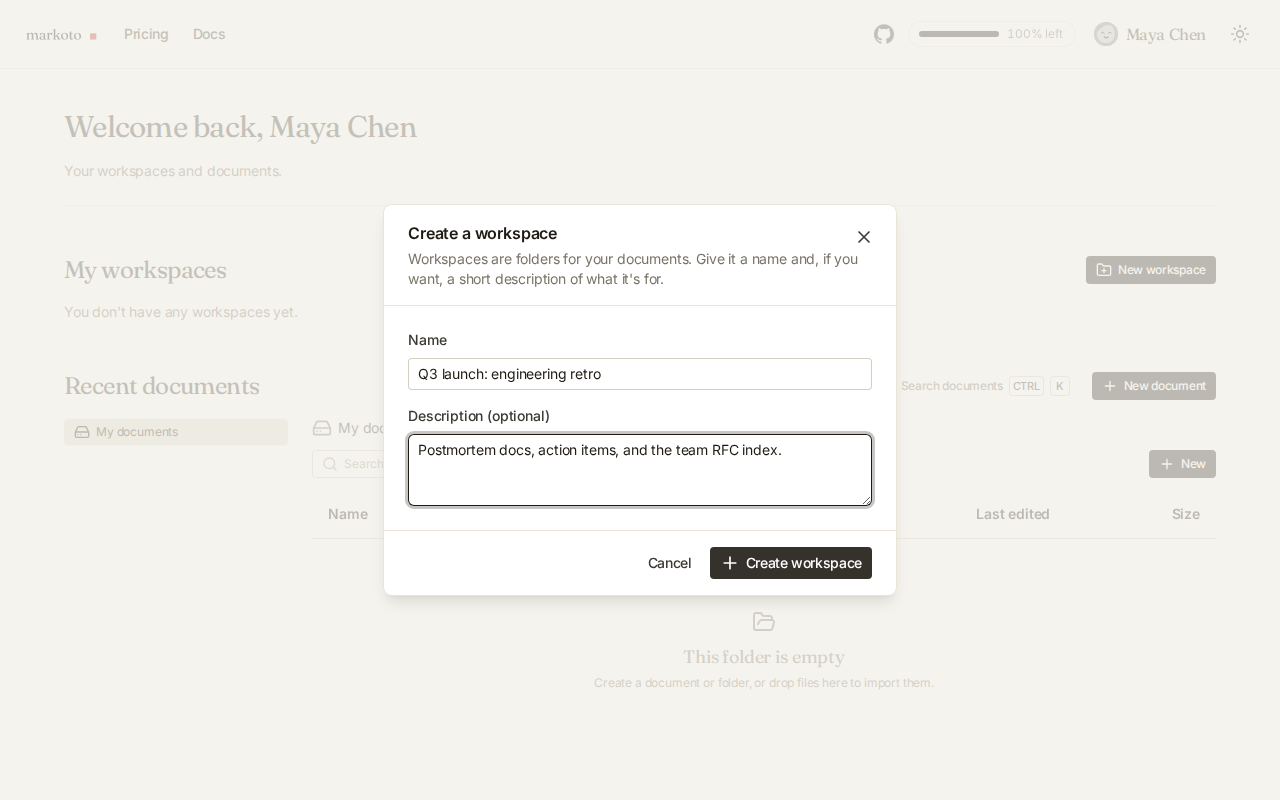 markoto
Pricing
Docs
100% left
Maya Chen
Welcome back, Maya Chen
Your workspaces and documents.
My workspaces
New workspace
You don't have any workspaces yet.
Recent documents
Search documents
CTRL
K
New document
My documents
My doc
Search
New
Name
Last edited
Size
This folder is empty
Create a document or folder, or drop files here to import them.
Create a workspace
Workspaces are folders for your documents. Give it a name and, if you
want, a short description of what it's for.
Name
Q3 launch: engineering retro
Description (optional)
Postmortem docs, action items, and the team RFC index.
Cancel
Create workspace